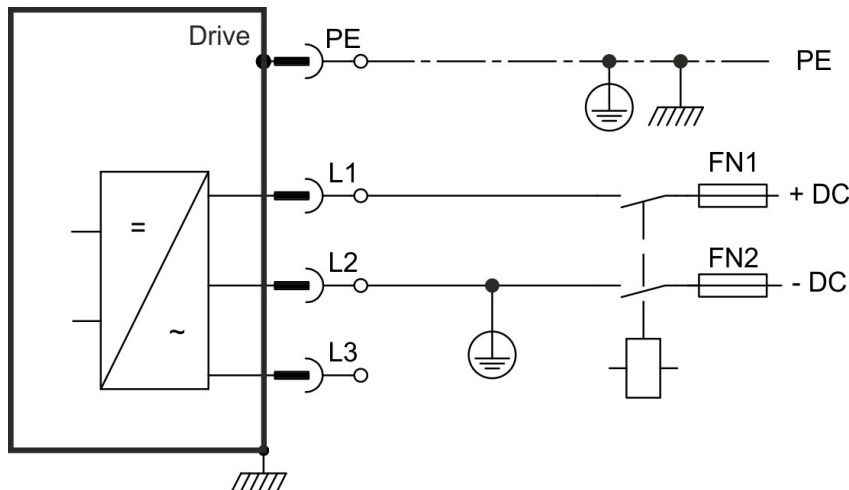 Drive
PE
PE
L1
FN1
+ DC
=
L2
FN2
- DC
~
L3